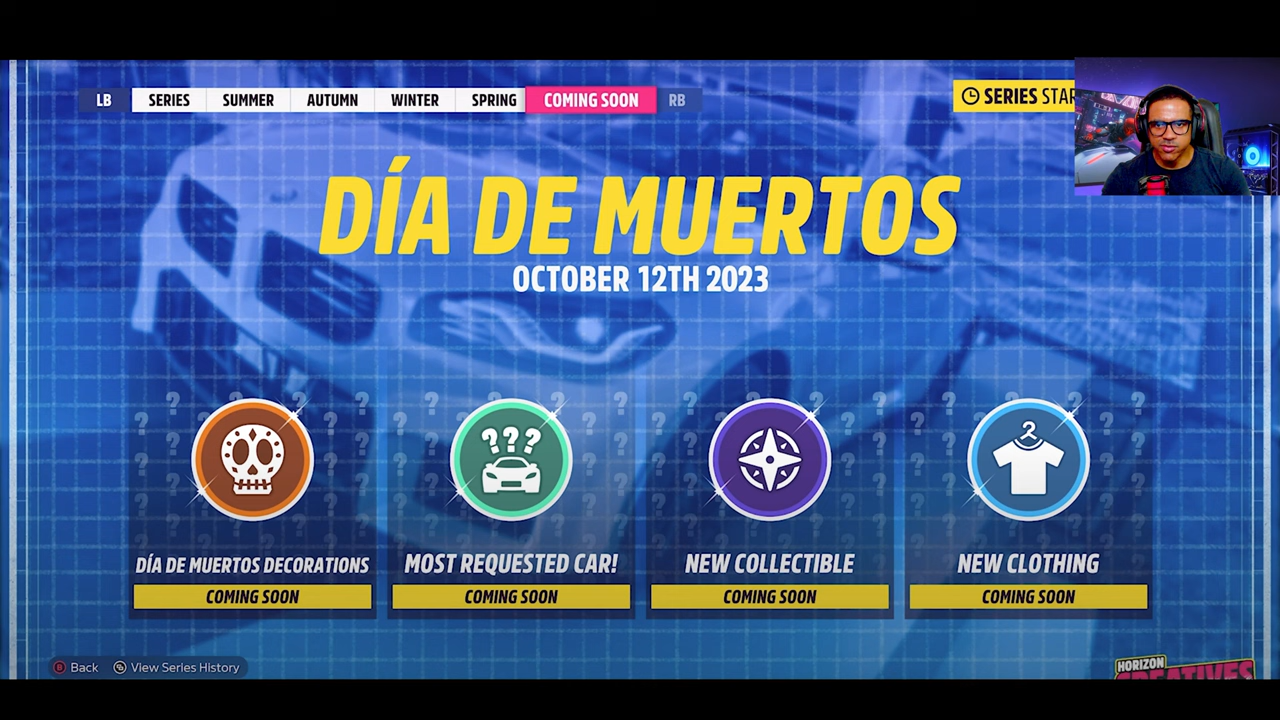 LB SERIES SUMMER AUTUMN WINTER SPRING COMING SOON RB
SERIES
DÍA DE MUERTOS
OCTOBER 12TH 2023
DÍA DE MUERTOS DECORATIONS
COMING SOON
MOST REQUESTED CAR!
COMING SOON
NEW COLLECTIBLE
COMING SOON
NEW CLOTHING
COMING SOON
B Back View Series History
HORIZON
CREATIVES